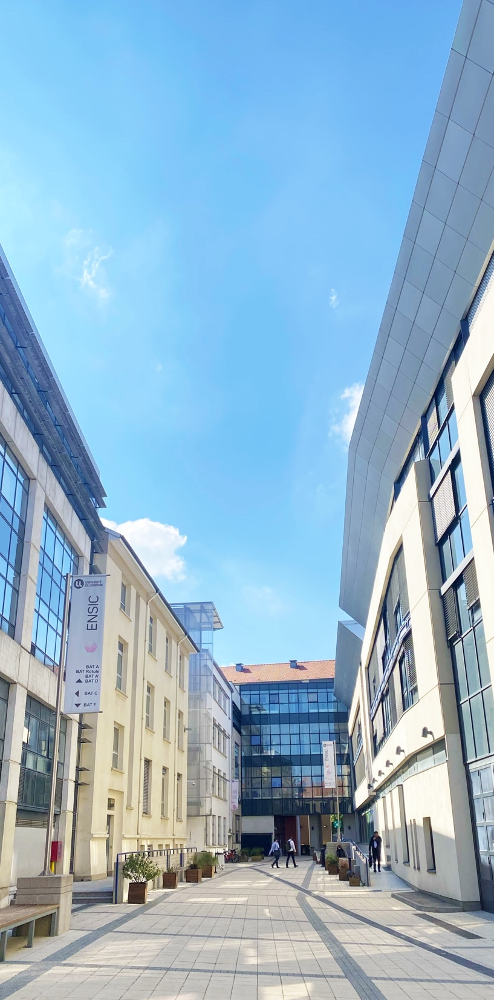 UNIVERSITÉ
DE LORRAINE
ENSIC
BAT A
BAT Rotule
BAT A'
BAT D
BAT C
BAT E
ENSIC